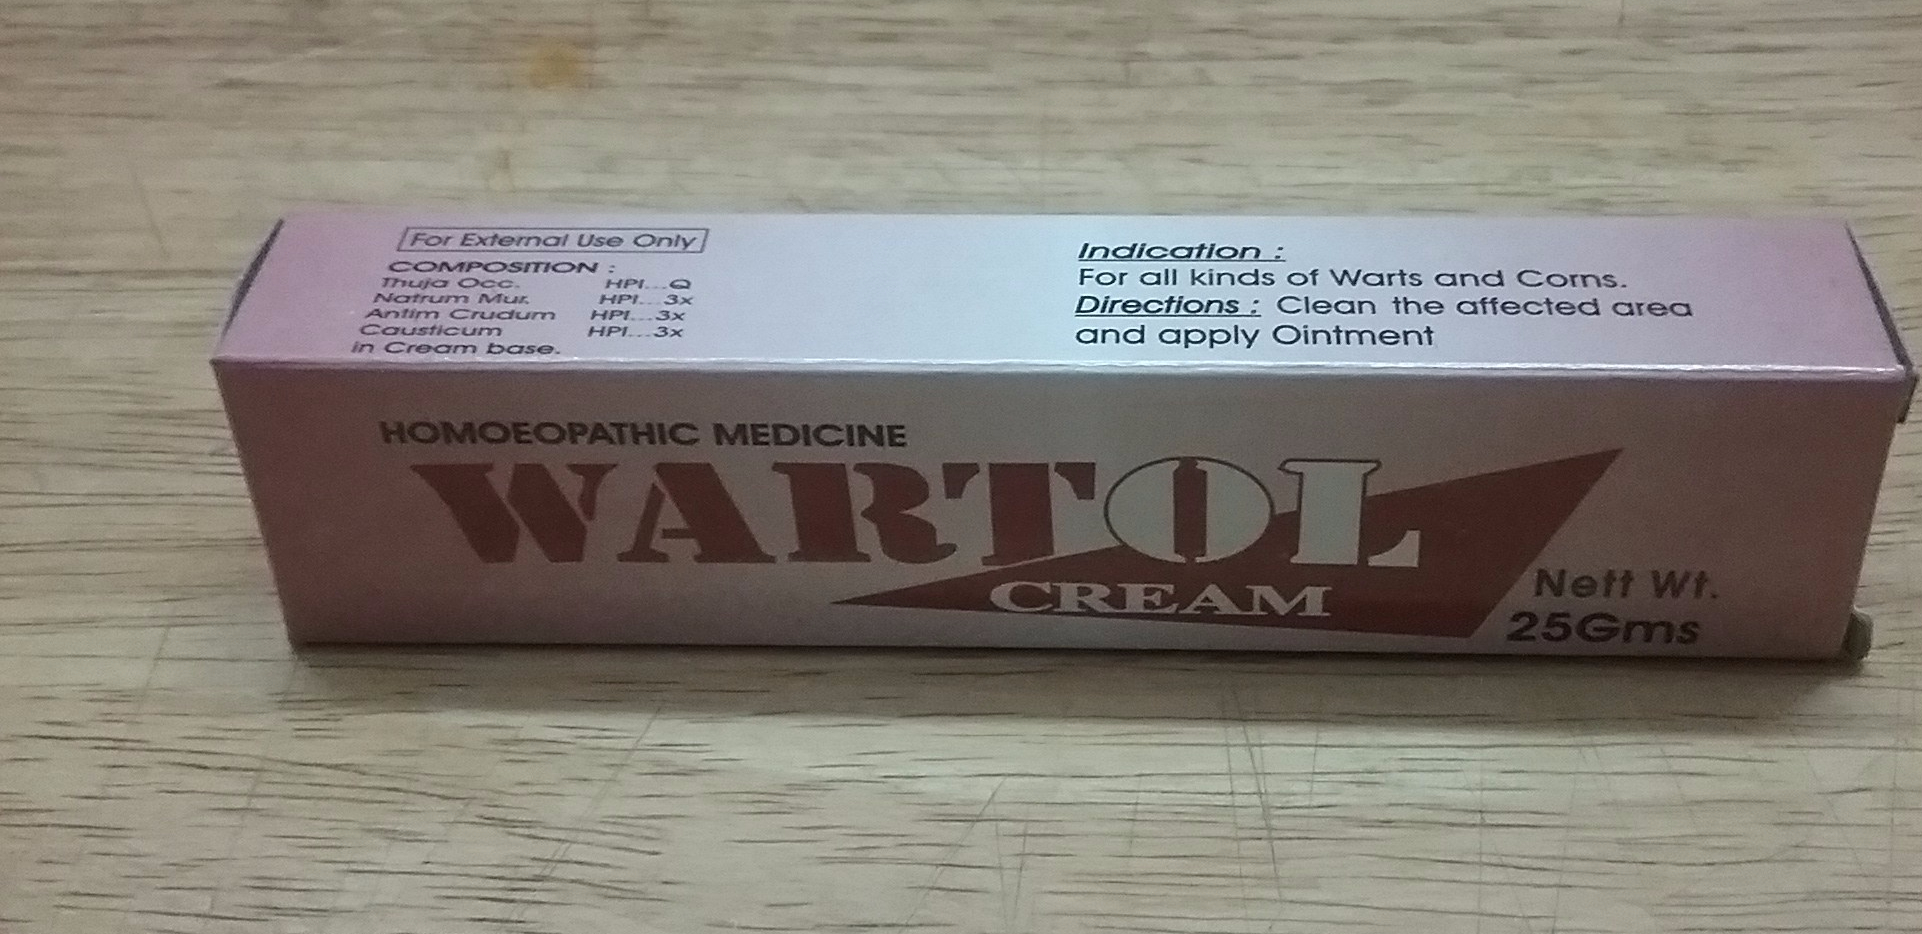 For External Use Only
COMPOSITION :
Thuja Occ. HPI...Q
Natrum Mur. HPI...3x
Antim Crudum HPI...3x
Causticum HPI...3x
in Cream base.
Indication :
For all kinds of Warts and Corns.
Directions : Clean the affected area
and apply Ointment
HOMOEOPATHIC MEDICINE
WARTOL
CREAM
Nett Wt.
25Gms